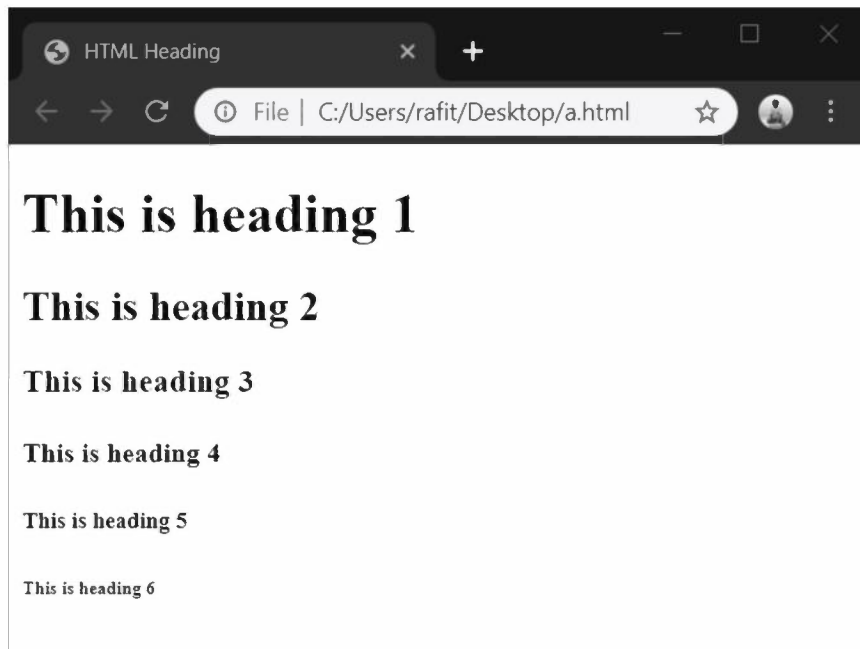 HTML Heading
File | C:/Users/rafit/Desktop/a.html
This is heading 1
This is heading 2
This is heading 3
This is heading 4
This is heading 5
This is heading 6